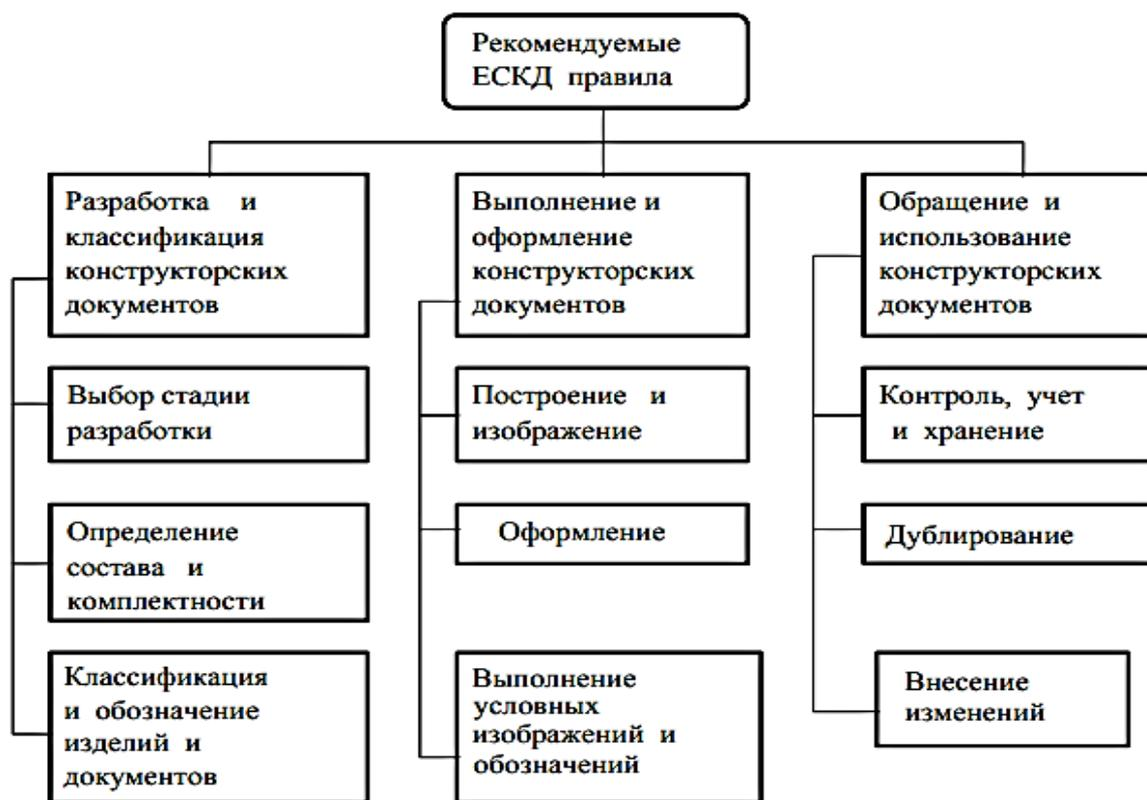 Рекомендуемые
ЕСКД правила
Разработка и
классификация
конструкторских
документов
Выбор стадии
разработки
Определение
состава и
комплектности
Классификация
и обозначение
изделий и
документов
Выполнение и
оформление
конструкторских
документов
Построение и
изображение
Оформление
Выполнение
условных
изображений и
обозначений
Обращение и
использование
конструкторских
документов
Контроль, учет
и хранение
Дублирование
Внесение
изменений